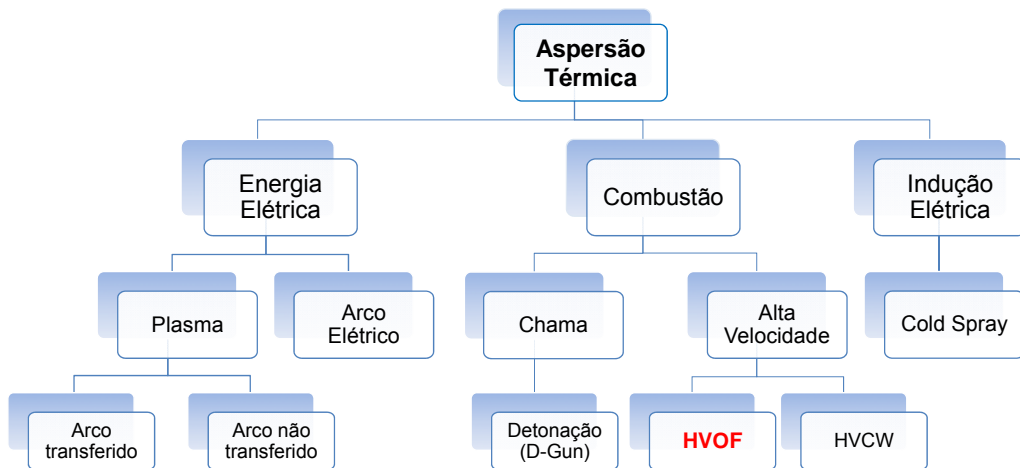 Aspersão
Térmica
Energia
Elétrica
Combustão
Indução
Elétrica
Plasma
Arco
Elétrico
Chama
Alta
Velocidade
Cold Spray
Arco
transferido
Arco não
transferido
Detonação
(D-Gun)
HVOF
HVCW